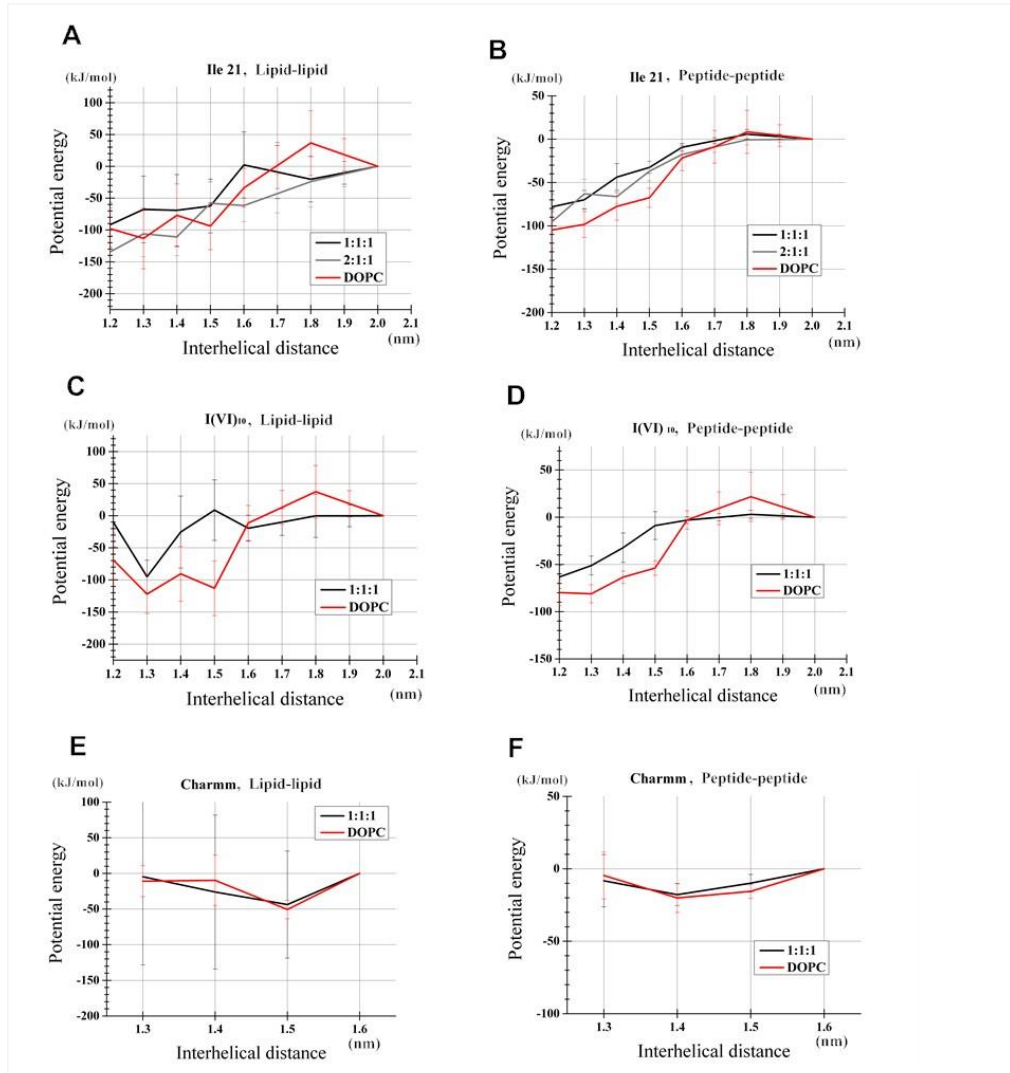 A
(kJ/mol)
Ile 21, Lipid-lipid
100
50
0
-50
-100
-150
-200
Potential energy
1:1:1
2:1:1
DOPC
1.2 1.3 1.4 1.5 1.6 1.7 1.8 1.9 2.0 2.1
(nm)
Interhelical distance
B
(kJ/mol)
Ile 21, Peptide-peptide
50
0
-50
-100
-150
-200
Potential energy
1:1:1
2:1:1
DOPC
1.2 1.3 1.4 1.5 1.6 1.7 1.8 1.9 2.0 2.1
(nm)
Interhelical distance
C
(kJ/mol)
I(VI)10, Lipid-lipid
100
50
0
-50
-100
-150
-200
Potential energy
1:1:1
DOPC
1.2 1.3 1.4 1.5 1.6 1.7 1.8 1.9 2.0 2.1
(nm)
Interhelical distance
D
(kJ/mol)
I(VI) 10, Peptide-peptide
50
0
-50
-100
-150
Potential energy
1:1:1
DOPC
1.2 1.3 1.4 1.5 1.6 1.7 1.8 1.9 2.0 2.1
(nm)
Interhelical distance
E
(kJ/mol)
Charmm, Lipid-lipid
100
50
0
-50
-100
-150
-200
Potential energy
1:1:1
DOPC
1.3 1.4 1.5 1.6
(nm)
Interhelical distance
F
(kJ/mol)
Charmm, Peptide-peptide
50
0
-50
-100
Potential energy
1:1:1
DOPC
1.3 1.4 1.5 1.6
(nm)
Interhelical distance